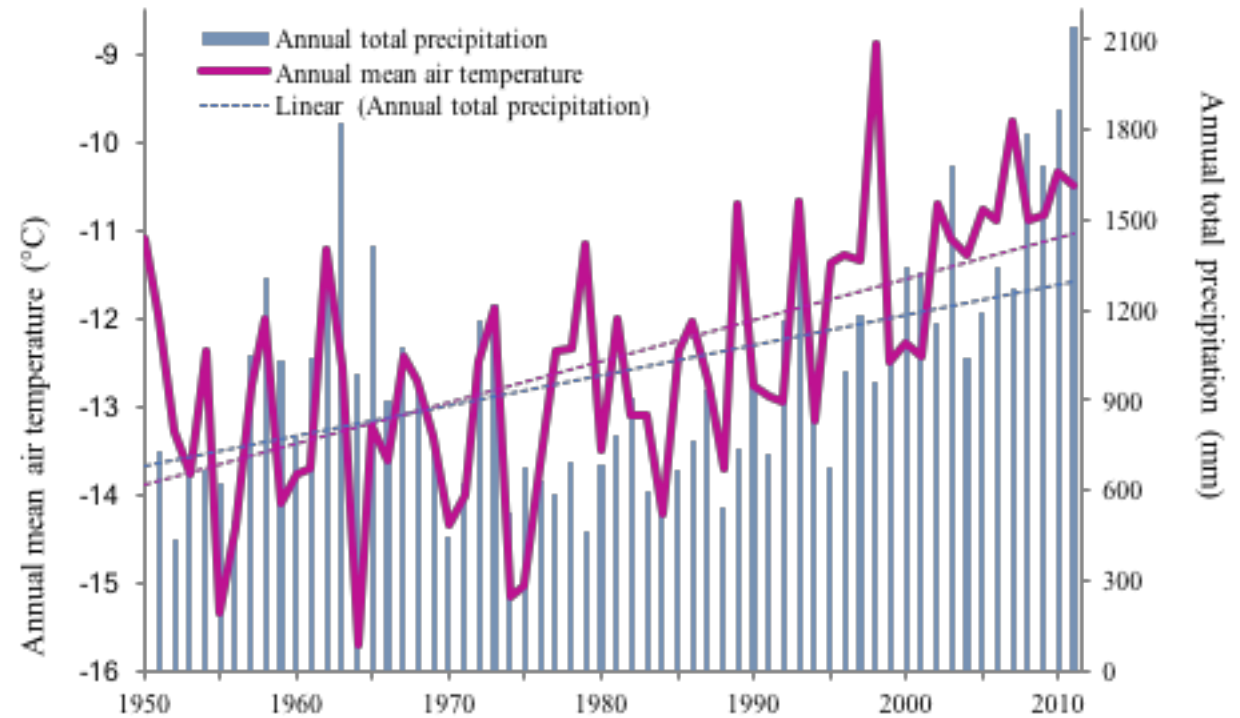 Annual total precipitation
Annual mean air temperature
Linear (Annual total precipitation)
Annual mean air temperature (°C)
-9
-10
-11
-12
-13
-14
-15
-16
2100
1800
1500
1200
900
600
300
0
Annual total precipitation (mm)
1950 1960 1970 1980 1990 2000 2010